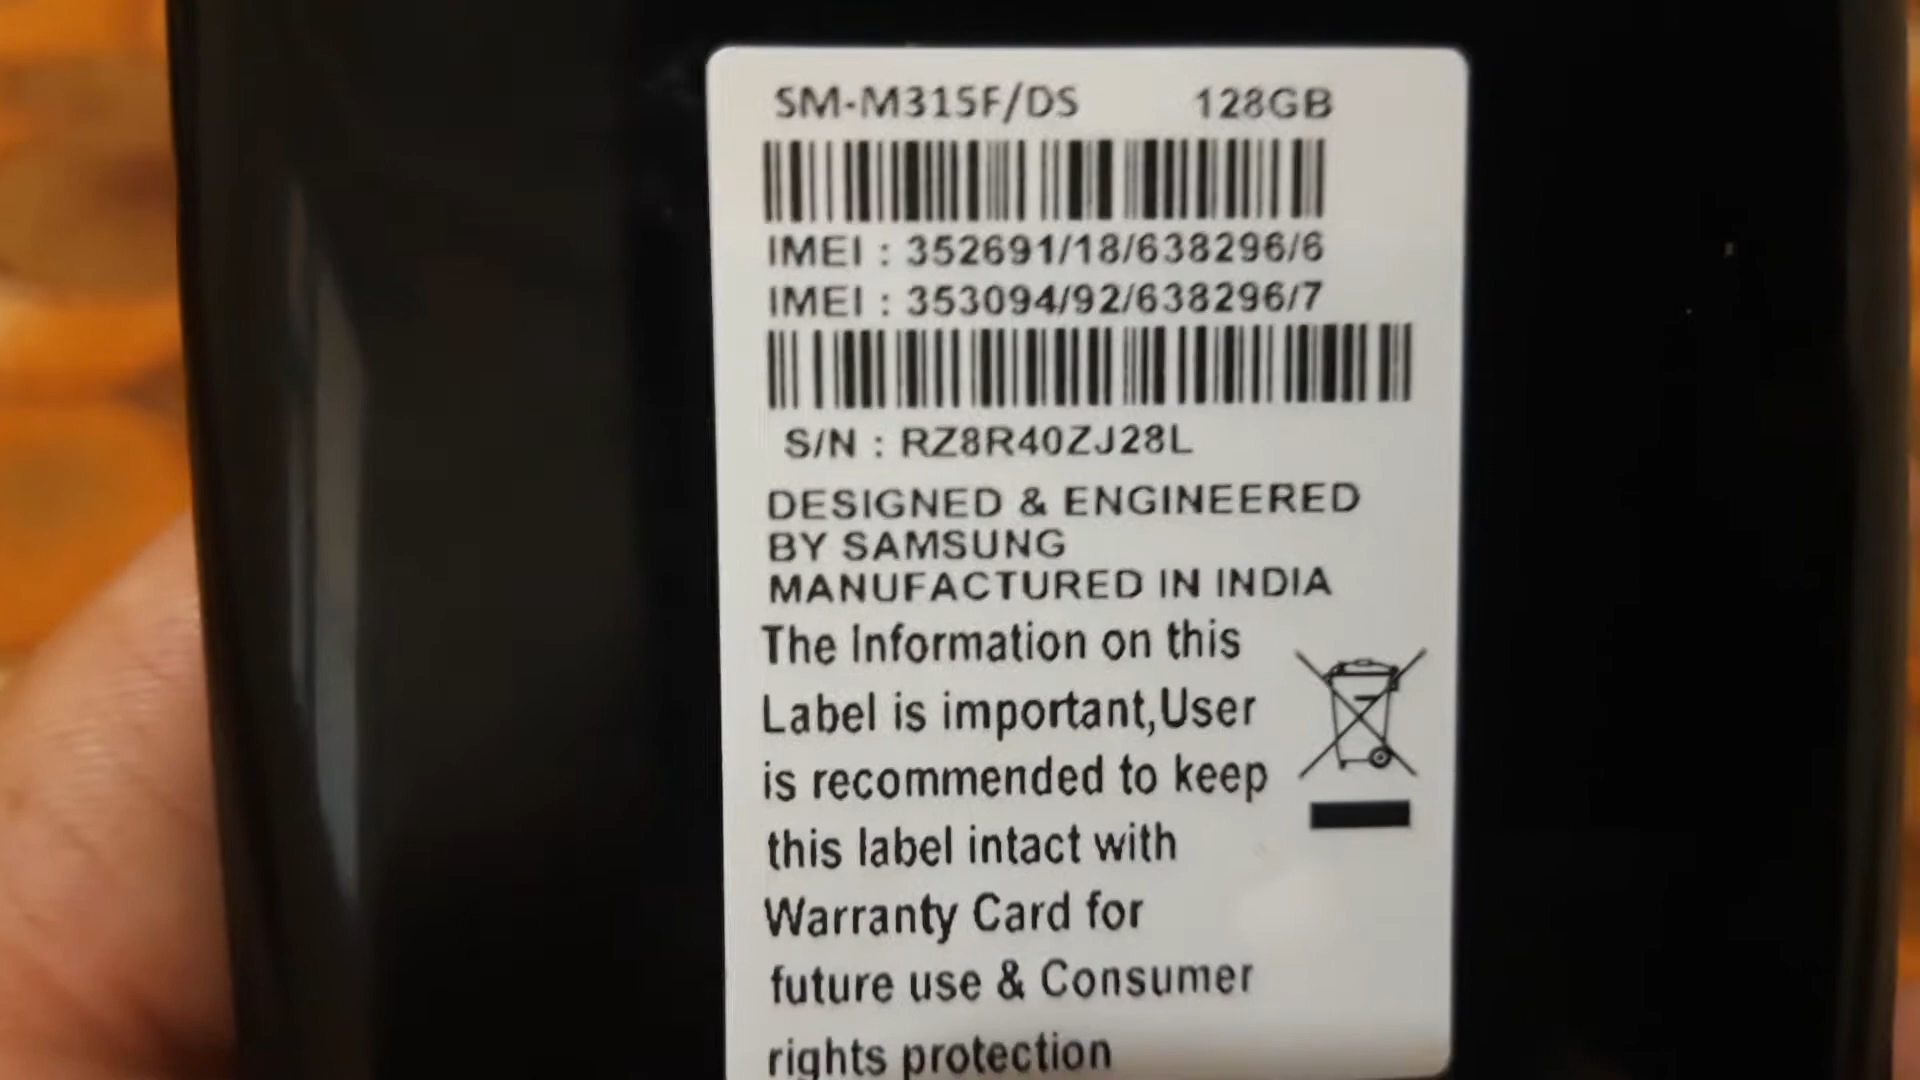 SM-M315F/DS 128GB
IMEI : 352691/18/638296/6
IMEI : 353094/92/638296/7
S/N : RZ8R40ZJ28L
DESIGNED & ENGINEERED
BY SAMSUNG
MANUFACTURED IN INDIA
The Information on this
Label is important,User
is recommended to keep
this label intact with
Warranty Card for
future use & Consumer
rights protection